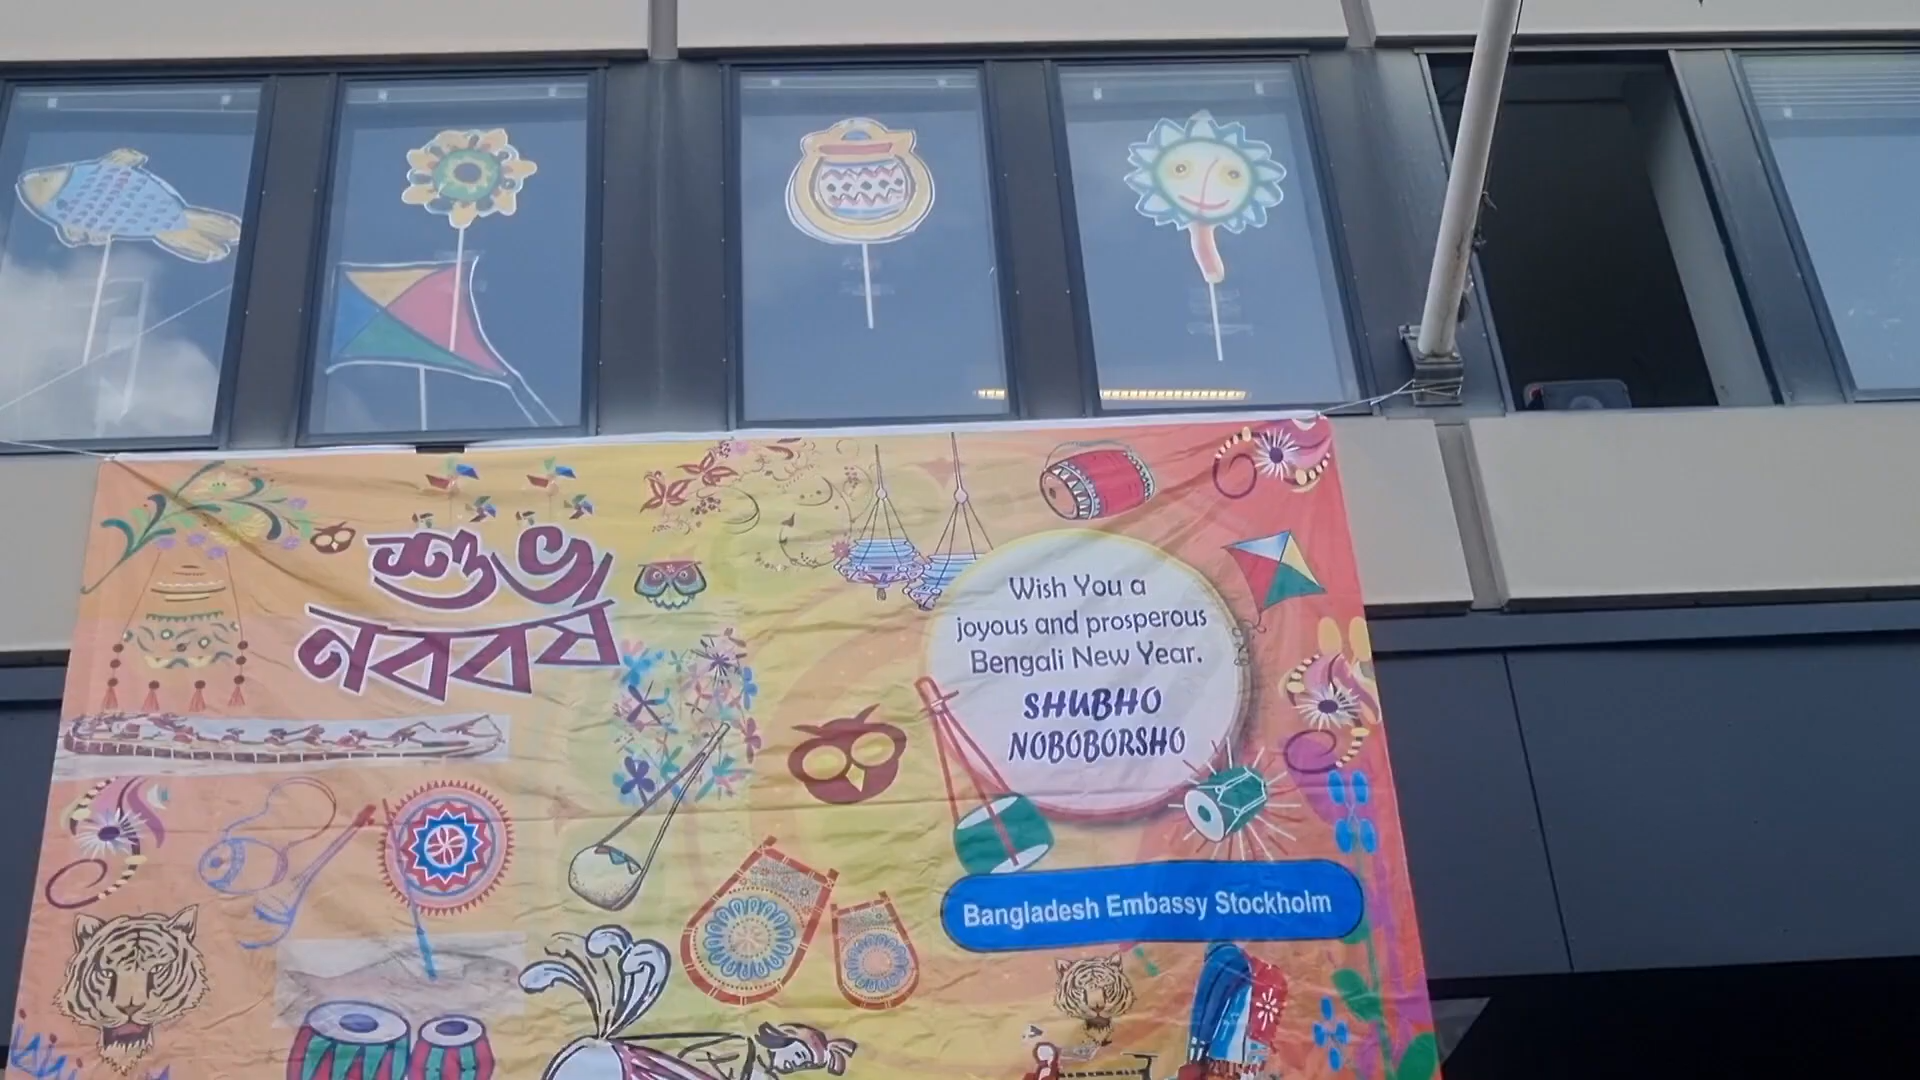 শুভ
নববর্ষ
Wish You a
joyous and prosperous
Bengali New Year.
SHUBHO
NOBOBORSHO
Bangladesh Embassy Stockholm